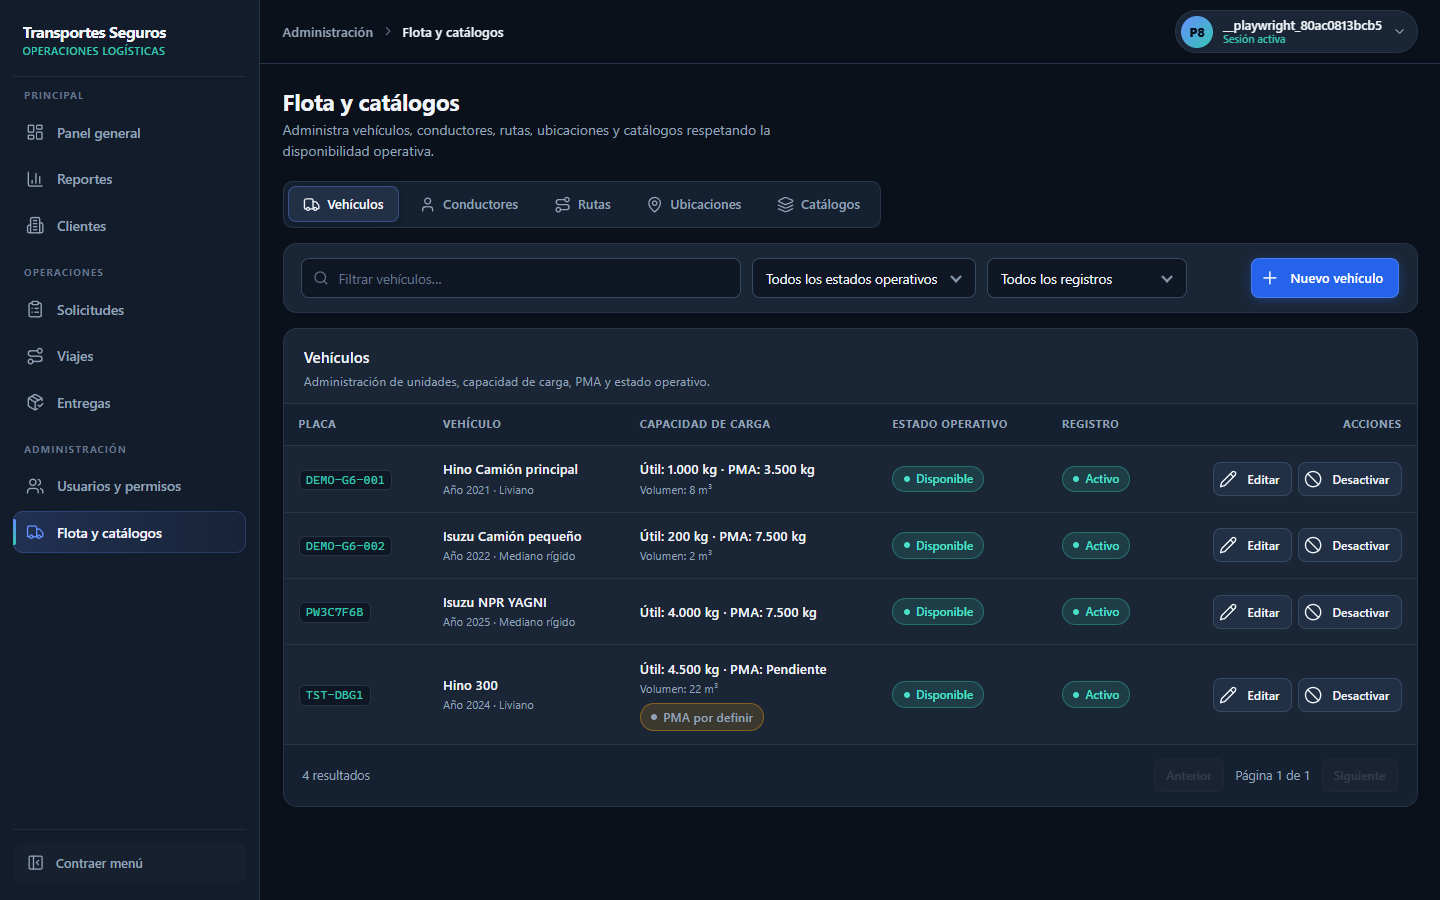 Transportes Seguros
OPERACIONES LOGÍSTICAS
PRINCIPAL
Panel general
Reportes
Clientes
OPERACIONES
Solicitudes
Viajes
Entregas
ADMINISTRACIÓN
Usuarios y permisos
Flota y catálogos
Contraer menú
Administración > Flota y catálogos
P8 __playwright_80ac0813bcb5
Sesión activa
Flota y catálogos
Administra vehículos, conductores, rutas, ubicaciones y catálogos respetando la
disponibilidad operativa.
Vehículos Conductores Rutas Ubicaciones Catálogos
Filtrar vehículos... Todos los estados operativos Todos los registros + Nuevo vehículo
Vehículos
Administración de unidades, capacidad de carga, PMA y estado operativo.
PLACA VEHÍCULO CAPACIDAD DE CARGA ESTADO OPERATIVO REGISTRO ACCIONES
DEMO-G6-001 Hino Camión principal Útil: 1.000 kg · PMA: 3.500 kg Disponible Activo Editar Desactivar
Año 2021 · Liviano Volumen: 8 m³
DEMO-G6-002 Isuzu Camión pequeño Útil: 200 kg · PMA: 7.500 kg Disponible Activo Editar Desactivar
Año 2022 · Mediano rígido Volumen: 2 m³
PW3C7F6B Isuzu NPR YAGNI Útil: 4.000 kg · PMA: 7.500 kg Disponible Activo Editar Desactivar
Año 2025 · Mediano rígido
TST-DBG1 Hino 300 Útil: 4.500 kg · PMA: Pendiente Disponible Activo Editar Desactivar
Año 2024 · Liviano Volumen: 22 m³
PMA por definir
4 resultados Anterior Página 1 de 1 Siguiente